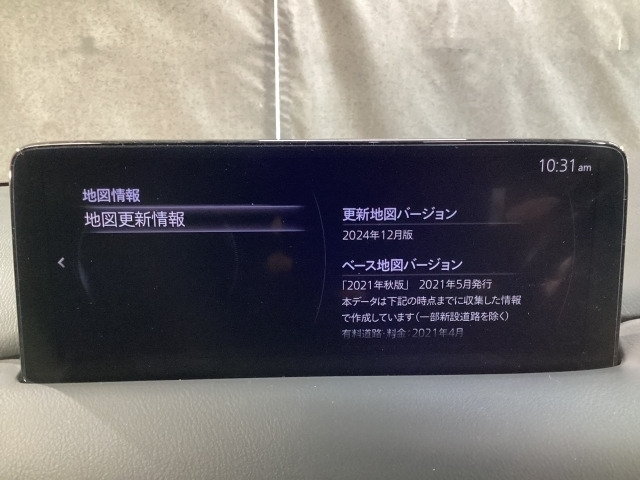 10:31 am
地図情報
地図更新情報
更新地図バージョン
2024年12月版
ベース地図バージョン
「2021年秋版」 2021年5月発行
本データは下記の時点までに収集した情報
で作成しています(一部新設道路を除く)
有料道路・料金:2021年4月